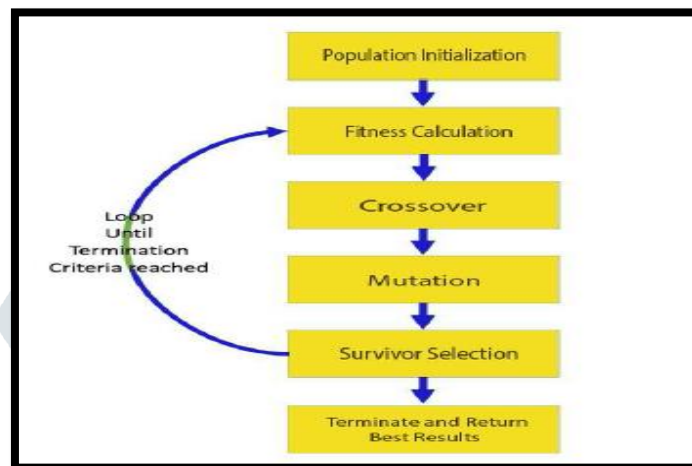 Population Initialization
Fitness Calculation
Crossover
Loop
Until
Termination
Criteria reached
Mutation
Survivor Selection
Terminate and Return
Best Results